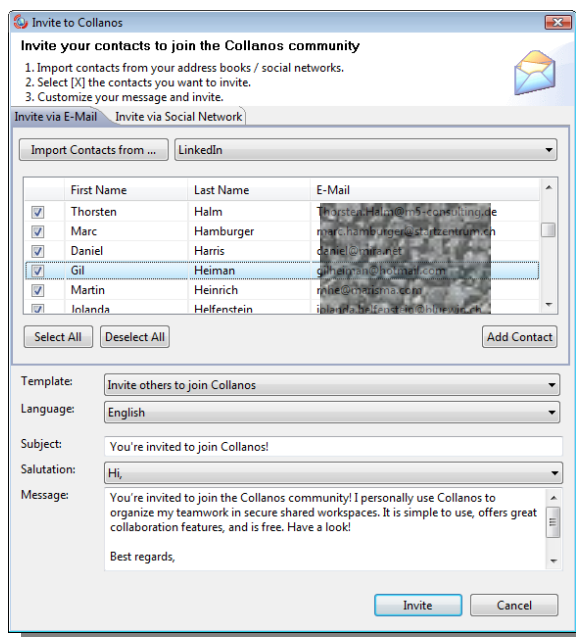 Invite to Collanos
Invite your contacts to join the Collanos community
1. Import contacts from your address books / social networks.
2. Select [X] the contacts you want to invite.
3. Customize your message and invite.
Invite via E-Mail Invite via Social Network
Import Contacts from ... LinkedIn
First Name Last Name E-Mail
Thorsten Halm
Marc Hamburger
Daniel Harris
Gil Heiman
Martin Heinrich
Jolanda Helfenstein
Select All Deselect All Add Contact
Template: Invite others to join Collanos
Language: English
Subject: You're invited to join Collanos!
Salutation: Hi,
Message: You're invited to join the Collanos community! I personally use Collanos to
organize my teamwork in secure shared workspaces. It is simple to use, offers great
collaboration features, and is free. Have a look!
Best regards,
Invite Cancel